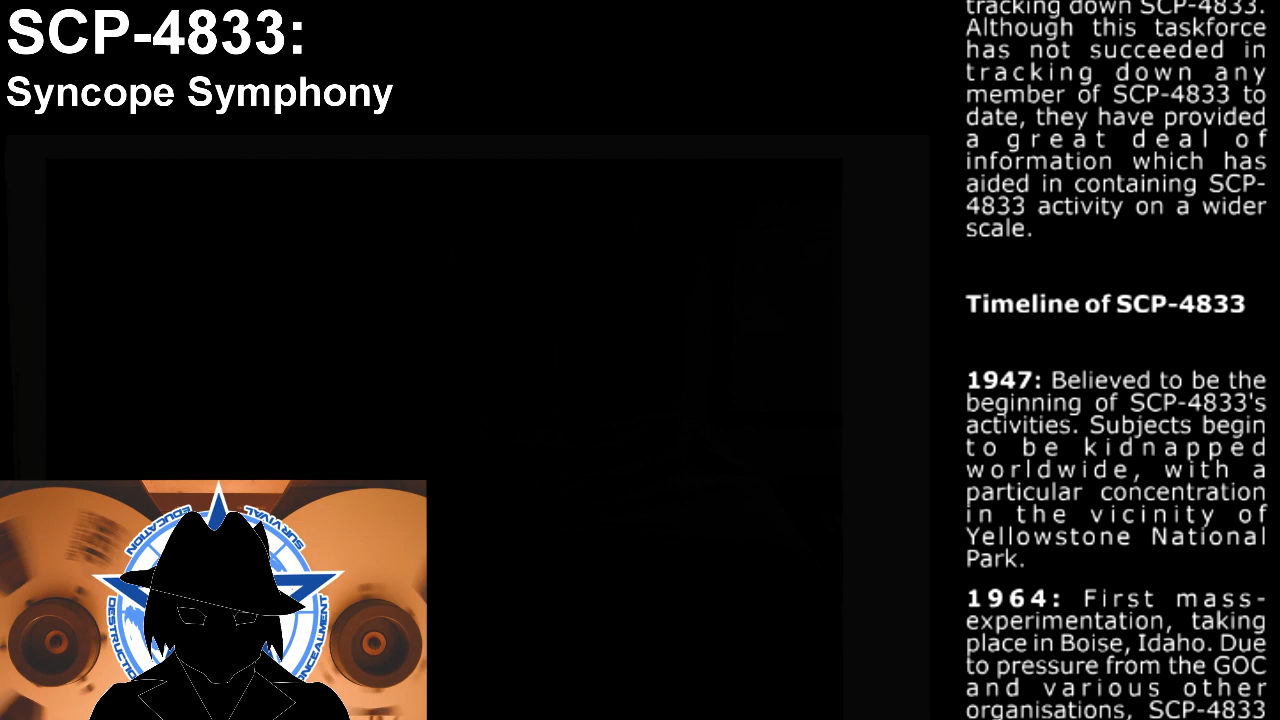 SCP-4833:
Syncope Symphony
tracking down SCP-4833.
Although this taskforce
has not succeeded in
tracking down any
member of SCP-4833 to
date, they have provided
a great deal of
information which has
aided in containing SCP-
4833 activity on a wider
scale.
Timeline of SCP-4833
1947: Believed to be the
beginning of SCP-4833's
activities. Subjects begin
to be kidnapped
worldwide, with a
particular concentration
in the vicinity of
Yellowstone National
Park.
1964: First mass-
experimentation, taking
place in Boise, Idaho. Due
to pressure from the GOC
and various other
organisations, SCP-4833
EDUCATION
SURVIVAL